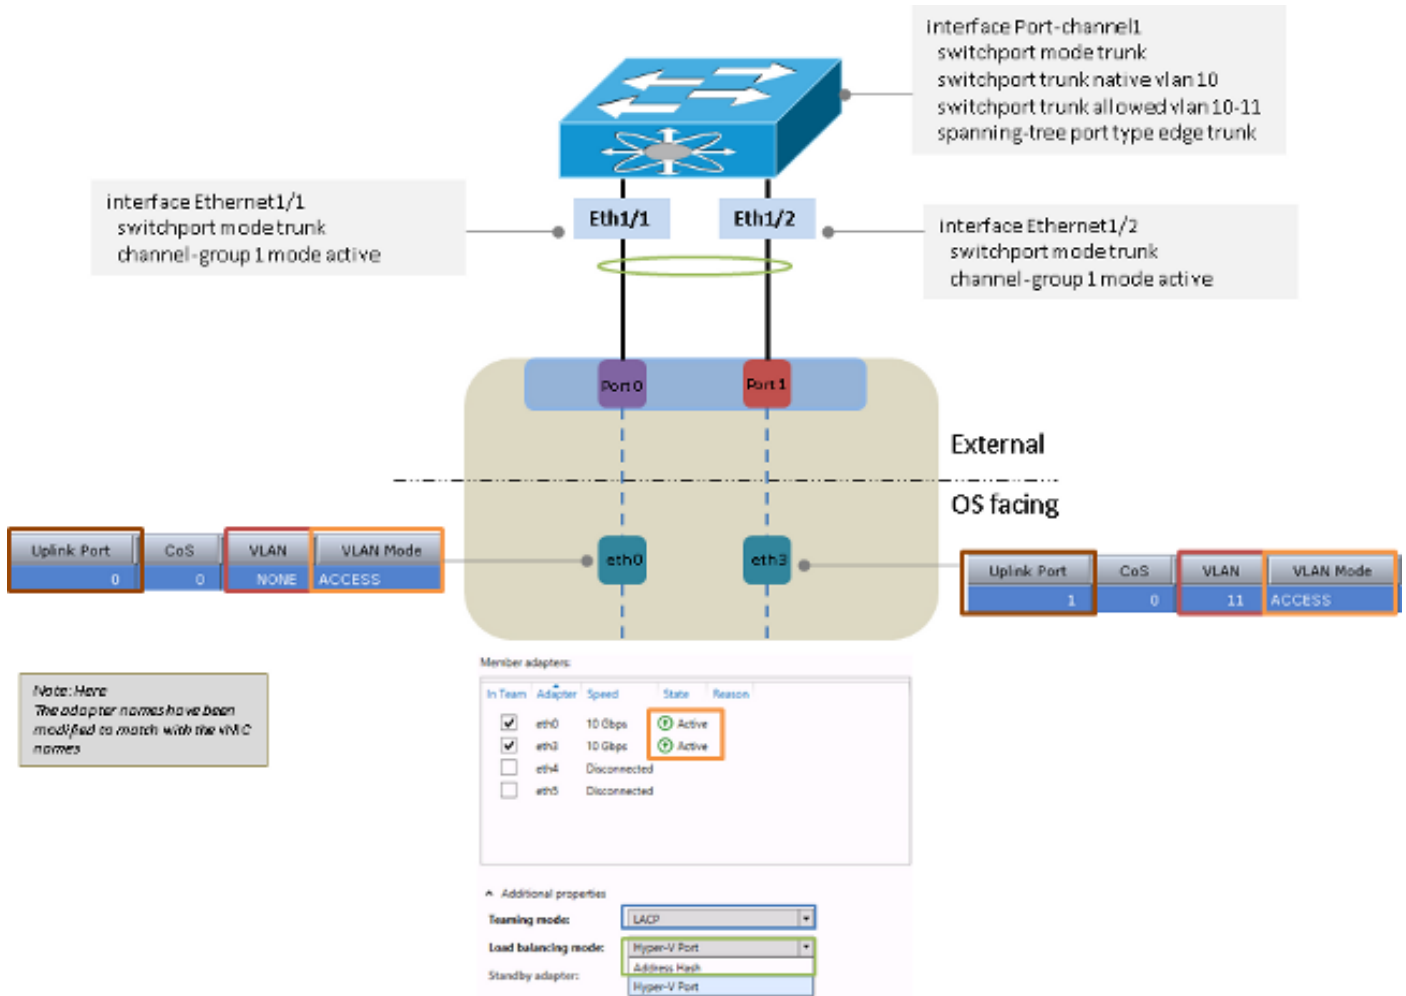 interface Port-channel1
switchport mode trunk
switchport trunk native vlan 10
switchport trunk allowed vlan 10-11
spanning-tree port type edge trunk
interface Ethernet1/1
switchport mode trunk
channel-group 1 mode active
Eth1/1
Eth1/2
interface Ethernet1/2
switchport mode trunk
channel-group 1 mode active
Port 0
Port 1
External
OS facing
Uplink Port CoS VLAN VLAN Mode
0 0 NONE ACCESS
eth0
eth3
Uplink Port CoS VLAN VLAN Mode
1 0 11 ACCESS
Note: Here
The adapter names have been
modified to match with the vNIC
names
Member adapters:
In Team Adapter Speed State Reason
eth0 10 Gbps Active
eth3 10 Gbps Active
eth4 Disconnected
eth5 Disconnected
Additional properties
Teaming mode: LACP
Load balancing mode: Hyper-V Port
Address Hash
Standby adapter:
Hyper-V Port